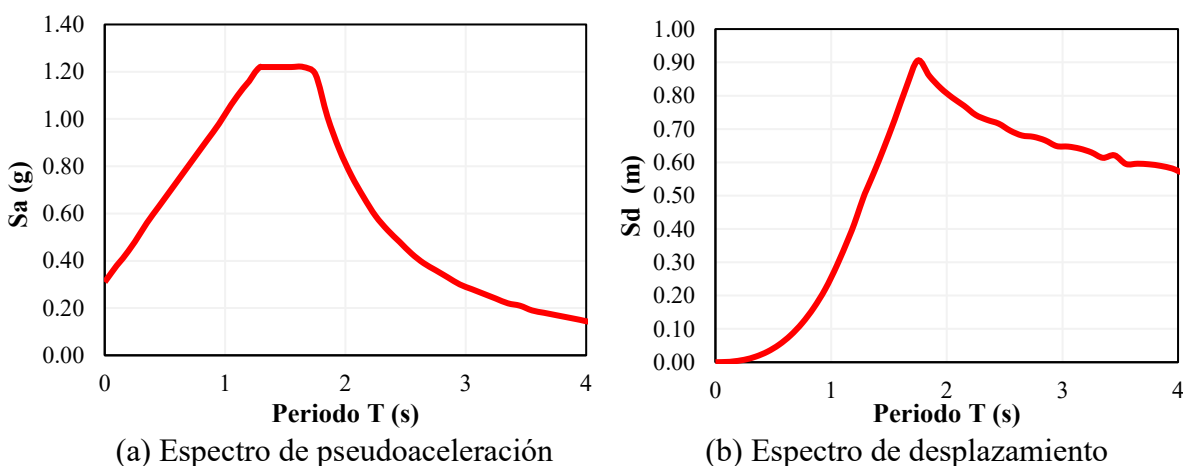 1.40
1.20
1.00
0.80
0.60
0.40
0.20
0.00
Sa (g)
0 1 2 3 4
Periodo T (s)
(a) Espectro de pseudoaceleración
1.00
0.90
0.80
0.70
0.60
0.50
0.40
0.30
0.20
0.10
0.00
Sd (m)
0 1 2 3 4
Periodo T (s)
(b) Espectro de desplazamiento